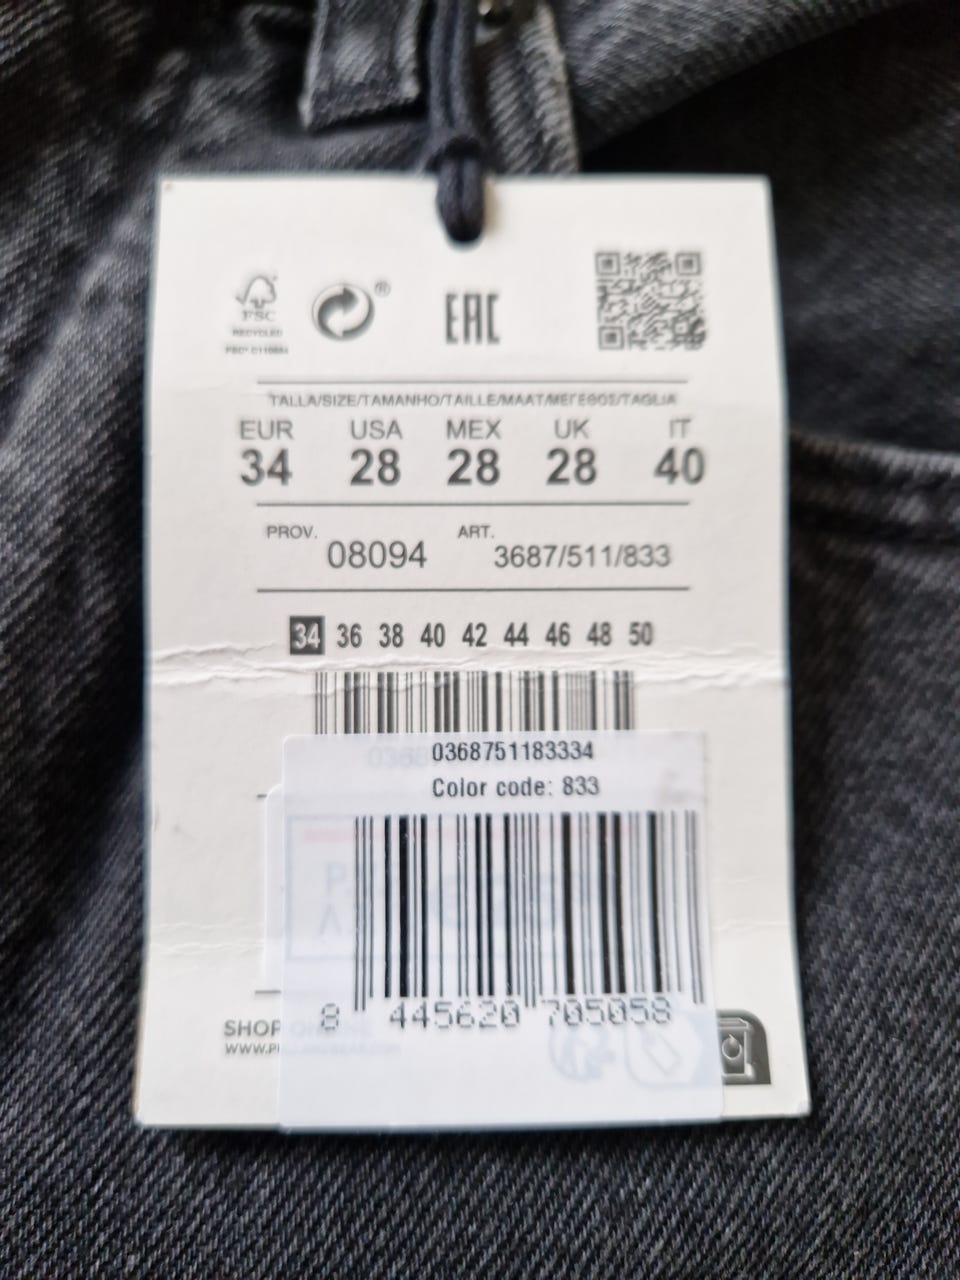 FSC
RECYCLED
®
EAC
TALLA/SIZE/TAMANHO/TAILLE/MAAT/ΜΕΓΕΘΟΣ/TAGLIA
EUR USA MEX UK IT
34 28 28 28 40
PROV. 08094 ART. 3687/511/833
34 36 38 40 42 44 46 48 50
0368751183334
Color code: 833
8 445620 705058
SHOP ONLINE